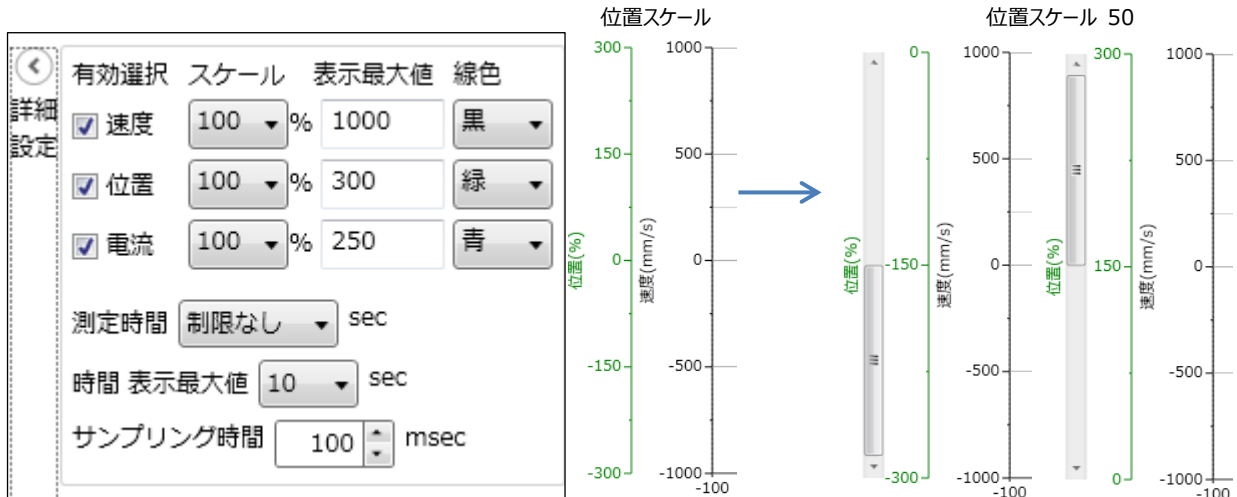 詳細
設定
有効選択 スケール 表示最大値 線色
速度 100 % 1000 黒
位置 100 % 300 緑
電流 100 % 250 青
測定時間 制限なし sec
時間 表示最大値 10 sec
サンプリング時間 100 msec
位置スケール
300
150
0
-150
-300
位置(%)
1000
500
0
-500
-1000
-100
速度(mm/s)
位置スケール 50
0
-150
-300
位置(%)
1000
500
0
-500
-1000
-100
速度(mm/s)
300
150
0
位置(%)
1000
500
0
-500
-1000
-100
速度(mm/s)